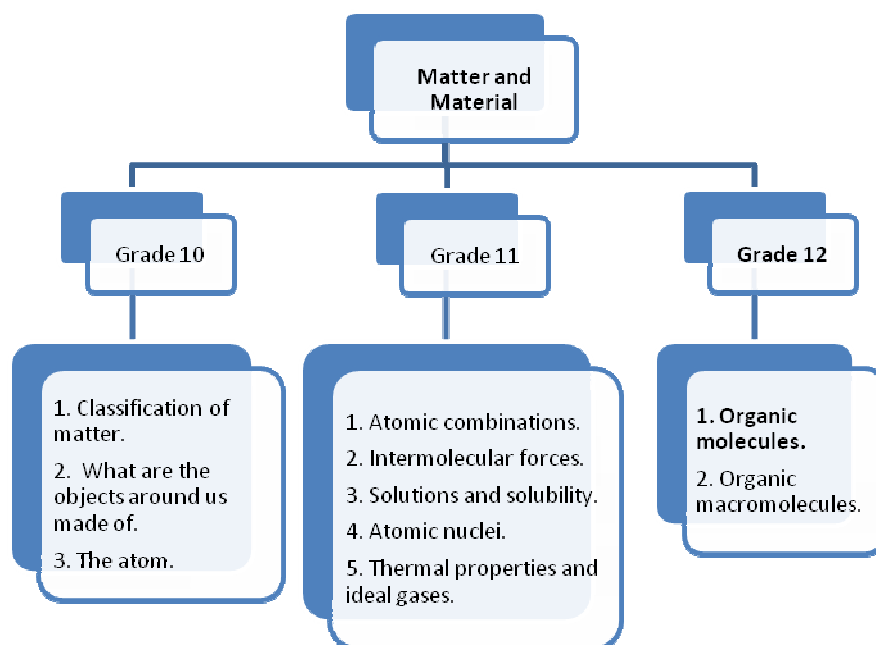 Matter and
Material
Grade 10
Grade 11
Grade 12
1. Classification of
matter.
2. What are the
objects around us
made of.
3. The atom.
1. Atomic combinations.
2. Intermolecular forces.
3. Solutions and solubility.
4. Atomic nuclei.
5. Thermal properties and
ideal gases.
1. Organic
molecules.
2. Organic
macromolecules.